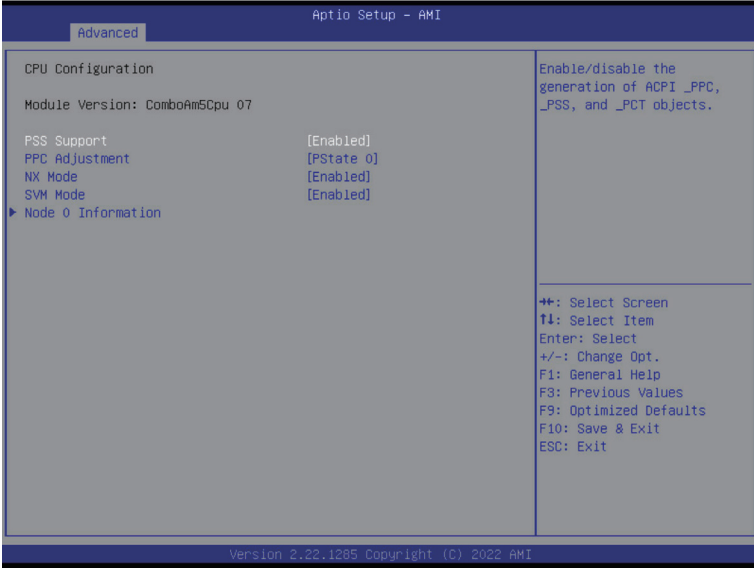 Aptio Setup – AMI
Advanced
CPU Configuration
Module Version: ComboAm5Cpu 07
PSS Support [Enabled]
PPC Adjustment [PState 0]
NX Mode [Enabled]
SVM Mode [Enabled]
Node 0 Information
Enable/disable the
generation of ACPI _PPC,
_PSS, and _PCT objects.
→←: Select Screen
↑↓: Select Item
Enter: Select
+/-: Change Opt.
F1: General Help
F3: Previous Values
F9: Optimized Defaults
F10: Save & Exit
ESC: Exit
Version 2.22.1285 Copyright (C) 2022 AMI